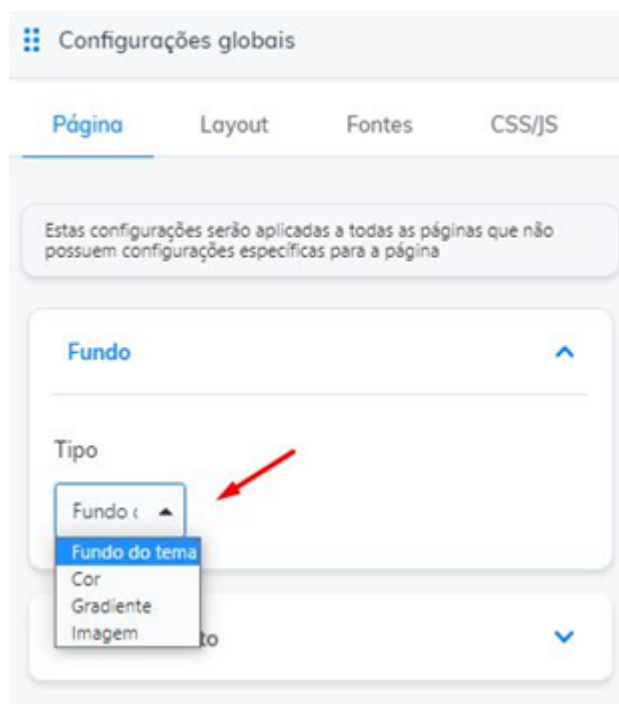 Configurações globais
Página Layout Fontes CSS/JS
Estas configurações serão aplicadas a todas as páginas que não
possuem configurações específicas para a página
Fundo
Tipo
Fundo
Fundo do tema
Cor
Gradiente
Imagem